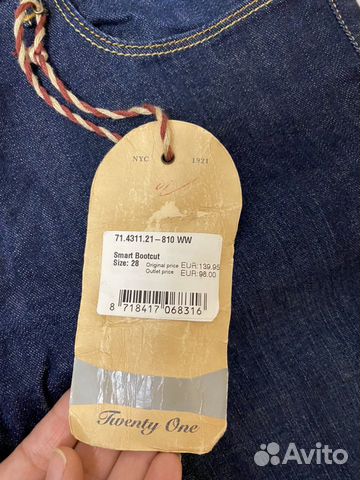 NYC 1921
71.4311.21-810 WW
Smart Bootcut
Size: 28 Original price EUR:139.95
Outlet price EUR:98.00
8 718417 068316
Twenty One
Avito